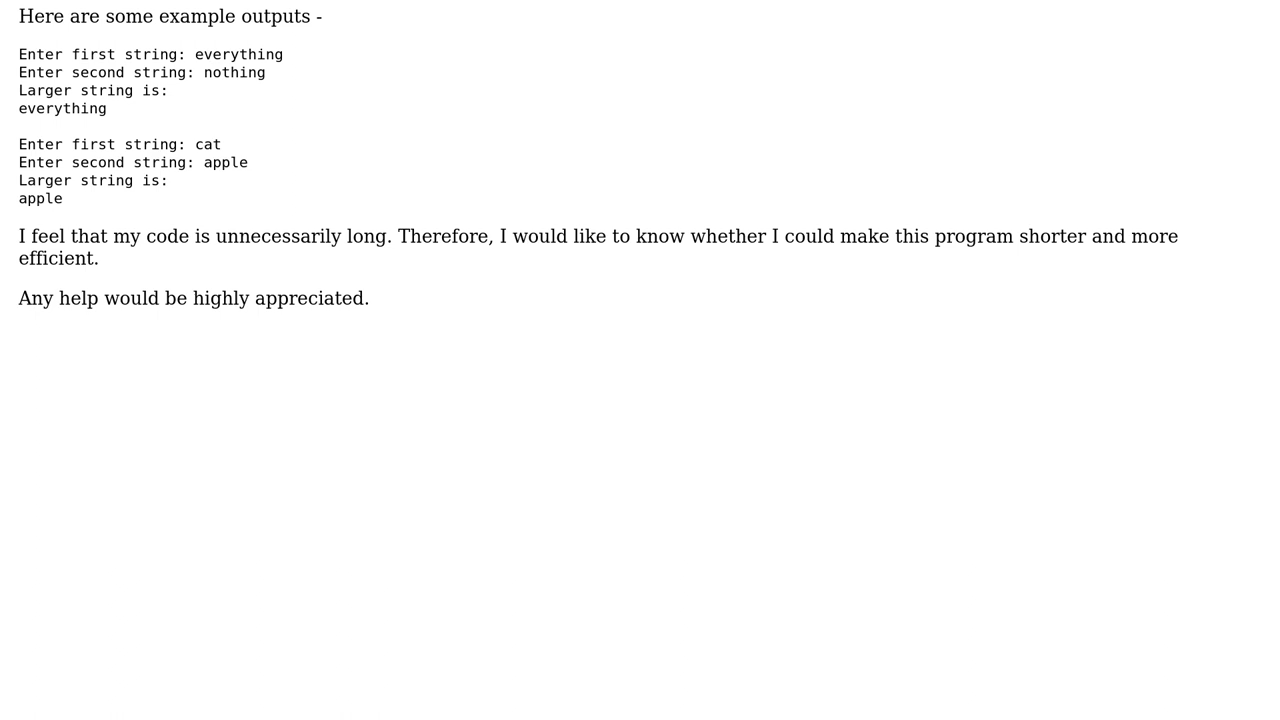 Here are some example outputs -
Enter first string: everything
Enter second string: nothing
Larger string is:
everything
Enter first string: cat
Enter second string: apple
Larger string is:
apple
I feel that my code is unnecessarily long. Therefore, I would like to know whether I could make this program shorter and more
efficient.
Any help would be highly appreciated.